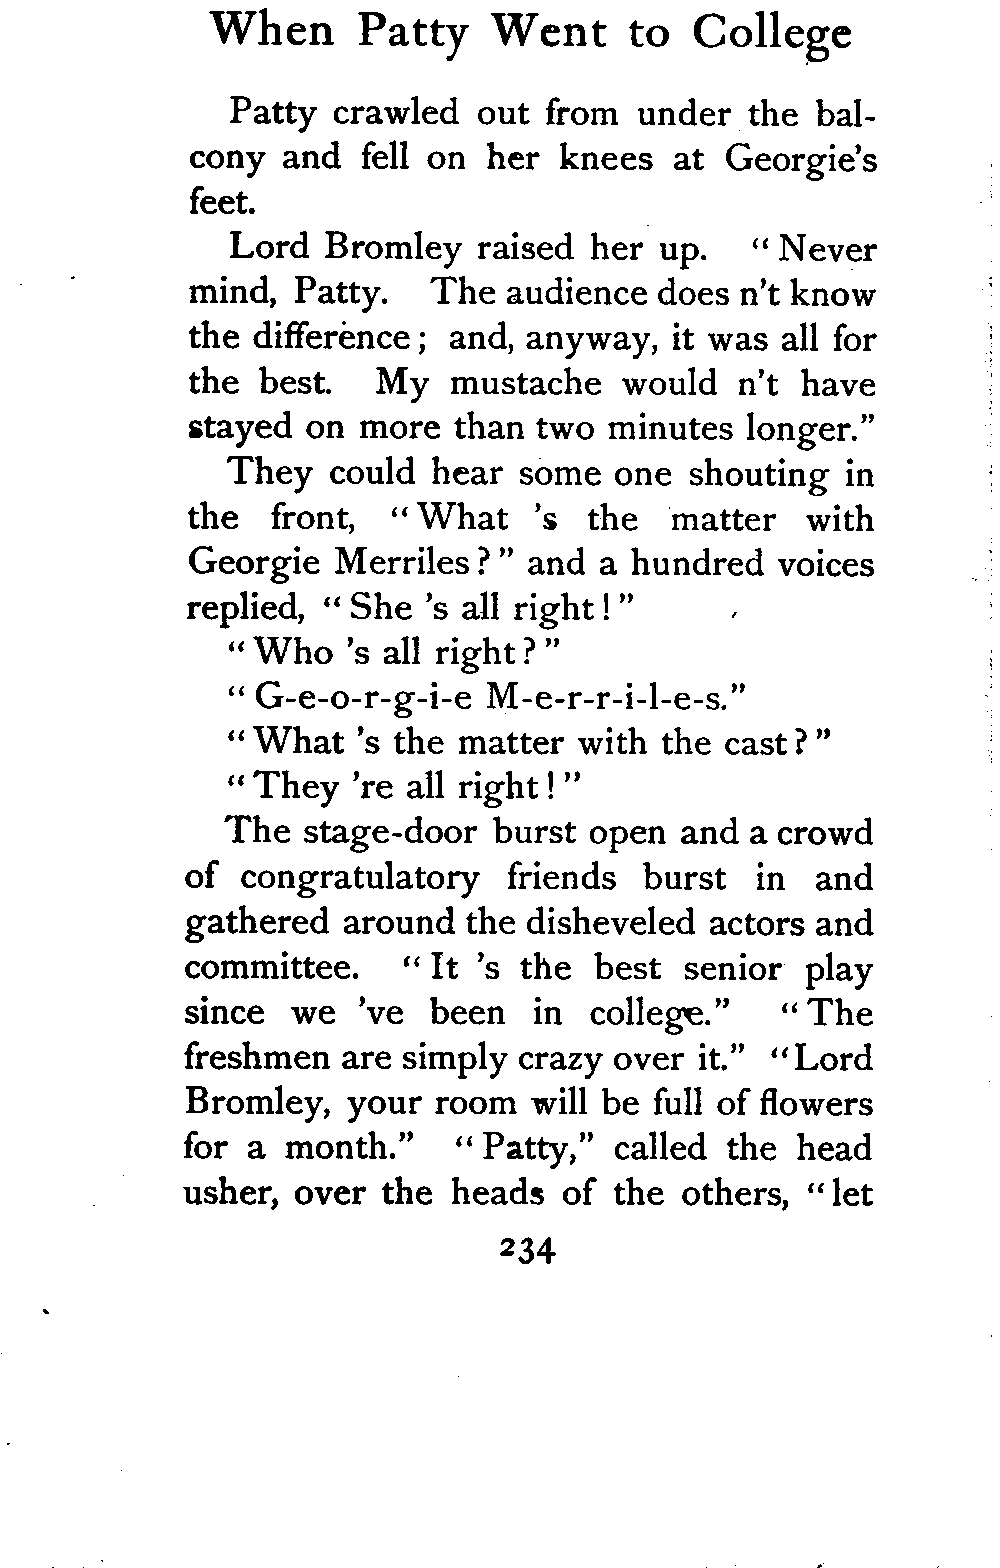 When Patty Went to College
Patty crawled out from under the bal-
cony and fell on her knees at Georgie's
feet.
Lord Bromley raised her up. "Never
mind, Patty. The audience does n't know
the difference; and, anyway, it was all for
the best. My mustache would n't have
stayed on more than two minutes longer."
They could hear some one shouting in
the front, "What 's the matter with
Georgie Merriles?" and a hundred voices
replied, "She 's all right!"
"Who 's all right?"
"G-e-o-r-g-i-e M-e-r-r-i-l-e-s."
"What 's the matter with the cast?"
"They 're all right!"
The stage-door burst open and a crowd
of congratulatory friends burst in and
gathered around the disheveled actors and
committee. "It 's the best senior play
since we 've been in college." "The
freshmen are simply crazy over it." "Lord
Bromley, your room will be full of flowers
for a month." "Patty," called the head
usher, over the heads of the others, "let
234